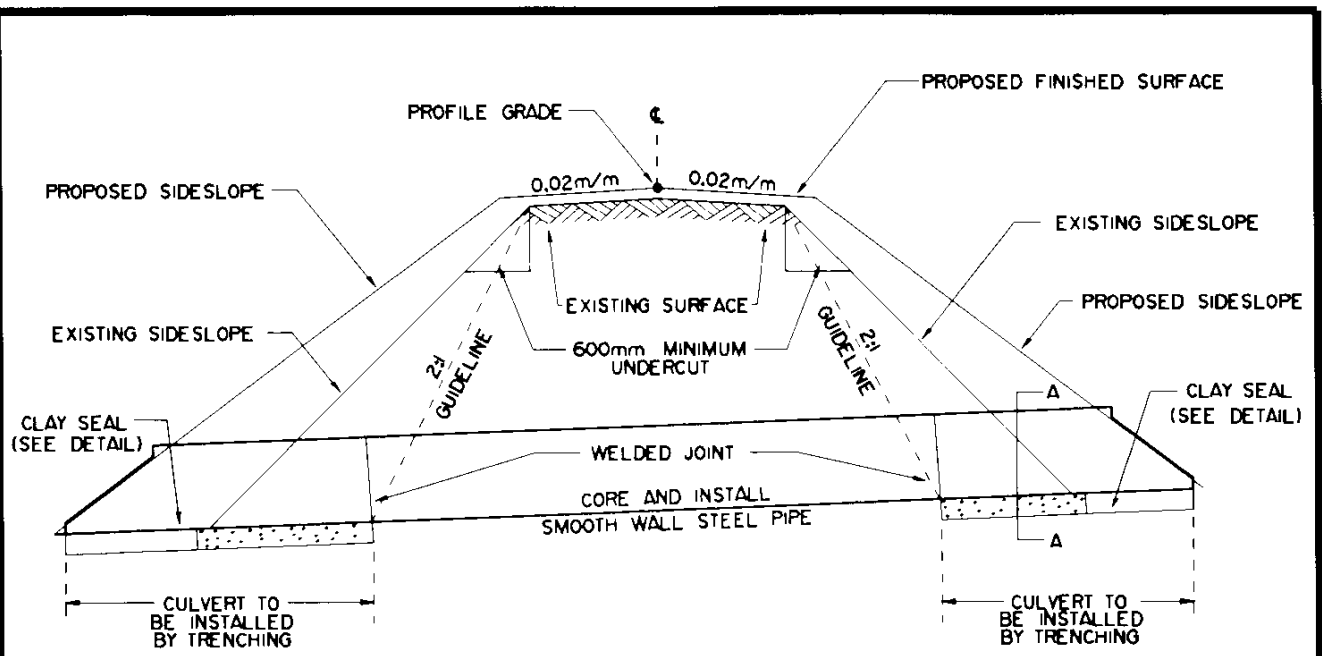 PROPOSED FINISHED SURFACE
PROFILE GRADE
℄
0.02m/m
0.02m/m
PROPOSED SIDESLOPE
EXISTING SIDESLOPE
EXISTING SURFACE
PROPOSED SIDESLOPE
EXISTING SIDESLOPE
600mm MINIMUM
UNDERCUT
2:1
GUIDELINE
2:1
GUIDELINE
A
CLAY SEAL
(SEE DETAIL)
CLAY SEAL
(SEE DETAIL)
WELDED JOINT
CORE AND INSTALL
SMOOTH WALL STEEL PIPE
A
CULVERT TO
BE INSTALLED
BY TRENCHING
CULVERT TO
BE INSTALLED
BY TRENCHING